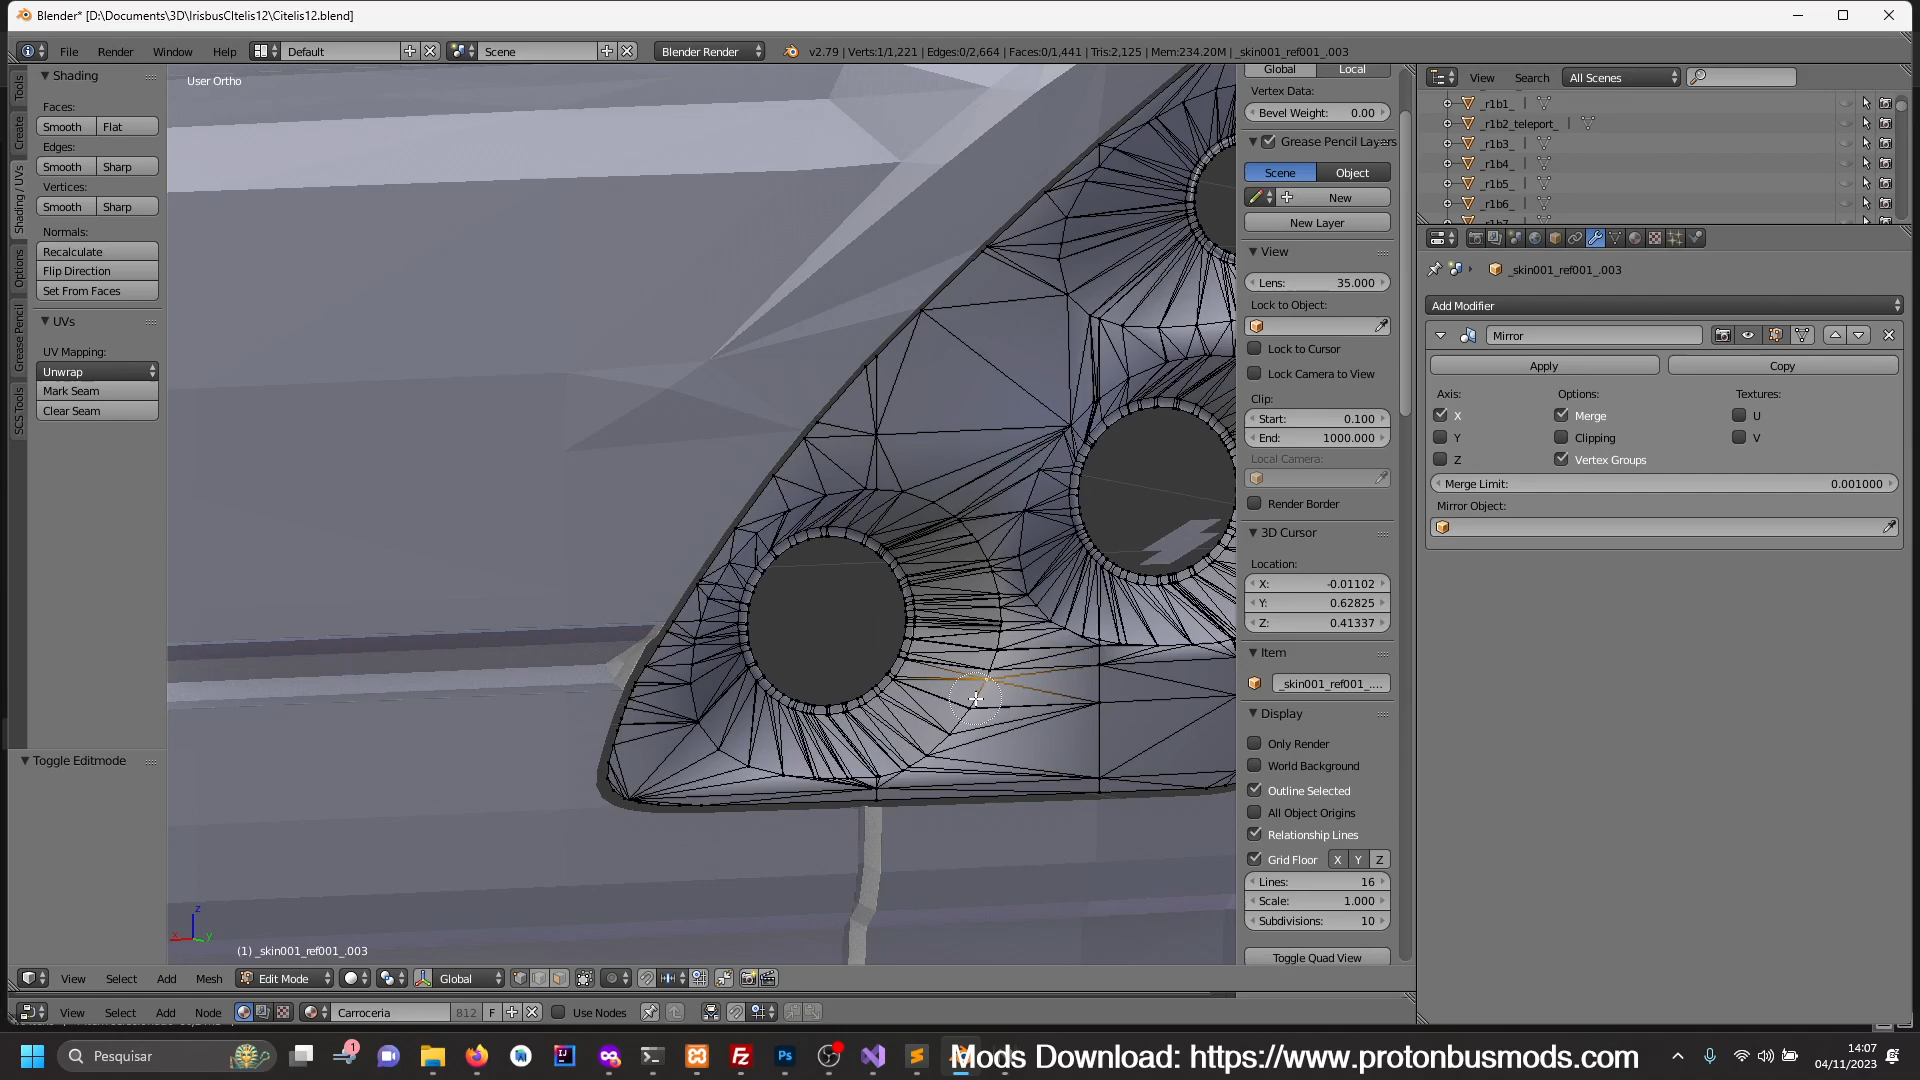 Blender* [D:\Documents\3D\IrisbusCItelis12\Citelis12.blend]
File Render Window Help Default Scene Blender Render v2.79 | Verts:1/1,221 | Edges:0/2,664 | Faces:0/1,441 | Tris:2,125 | Mem:234.20M | _skin001_ref001_.003
Tools
Create
Shading / UVs
Options
Grease Pencil
SCS Tools
Shading
Faces:
Smooth Flat
Edges:
Smooth Sharp
Vertices:
Smooth Sharp
Normals:
Recalculate
Flip Direction
Set From Faces
UVs
UV Mapping:
Unwrap
Mark Seam
Clear Seam
Toggle Editmode
User Ortho
z
x y
(1) _skin001_ref001_.003
Global Local
Vertex Data:
Bevel Weight: 0.00
Grease Pencil Layers
Scene Object
New
New Layer
View
Lens: 35.000
Lock to Object:
Lock to Cursor
Lock Camera to View
Clip:
Start: 0.100
End: 1000.000
Local Camera:
Render Border
3D Cursor
Location:
X: -0.01102
Y: 0.62825
Z: 0.41337
Item
_skin001_ref001_....
Display
Only Render
World Background
Outline Selected
All Object Origins
Relationship Lines
Grid Floor X Y Z
Lines: 16
Scale: 1.000
Subdivisions: 10
Toggle Quad View
View Search All Scenes
_r1b1_
_r1b2_teleport_
_r1b3_
_r1b4_
_r1b5_
_r1b6_
_r1b7_
_skin001_ref001_.003
Add Modifier
Mirror
Apply Copy
Axis: Options: Textures:
X Merge U
Y Clipping V
Z Vertex Groups
Merge Limit: 0.001000
Mirror Object:
View Select Add Mesh Edit Mode Global
View Select Add Node Carroceria 812 F Use Nodes
Pesquisar
1
Mods Download: https://www.protonbusmods.com
14:07
04/11/2023